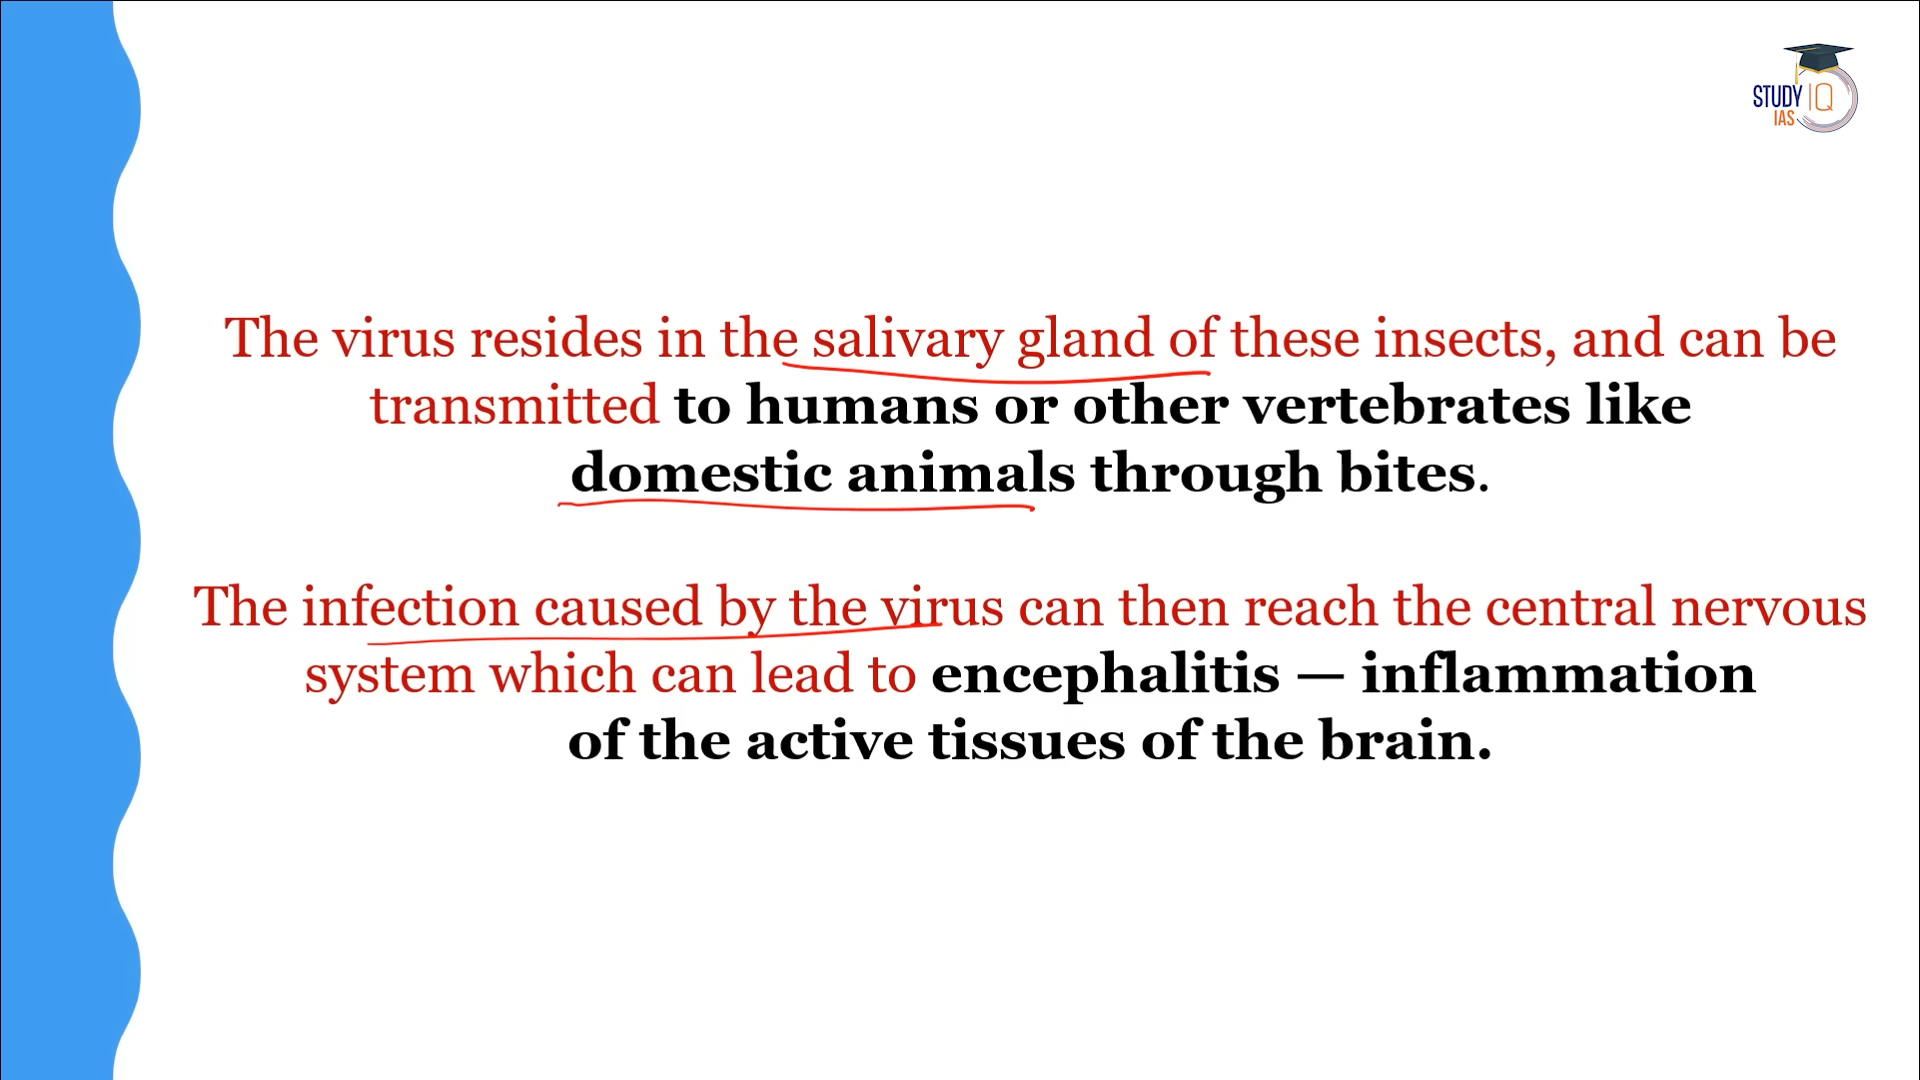 STUDY IQ
IAS
The virus resides in the salivary gland of these insects, and can be
transmitted to humans or other vertebrates like
domestic animals through bites.
The infection caused by the virus can then reach the central nervous
system which can lead to encephalitis — inflammation
of the active tissues of the brain.